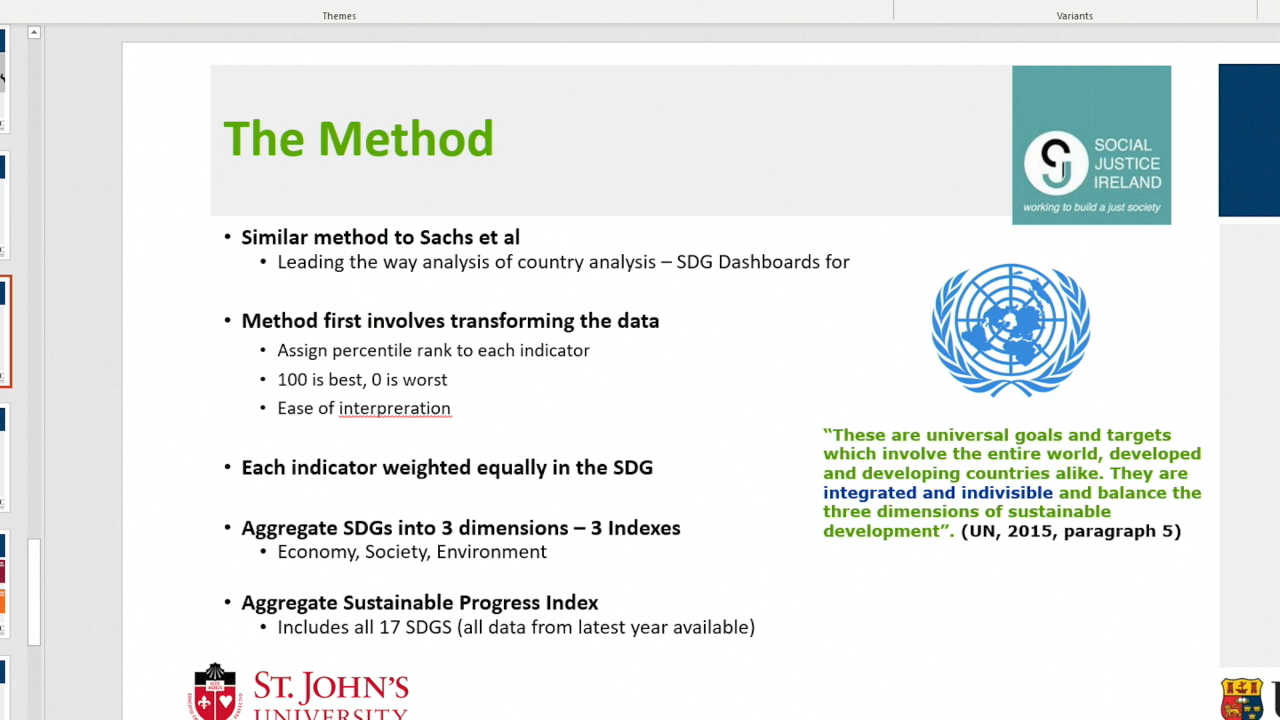 Themes
Variants
The Method
SOCIAL
JUSTICE
IRELAND
working to build a just society
• Similar method to Sachs et al
• Leading the way analysis of country analysis – SDG Dashboards for
• Method first involves transforming the data
• Assign percentile rank to each indicator
• 100 is best, 0 is worst
• Ease of interpreration
• Each indicator weighted equally in the SDG
• Aggregate SDGs into 3 dimensions – 3 Indexes
• Economy, Society, Environment
• Aggregate Sustainable Progress Index
• Includes all 17 SDGS (all data from latest year available)
“These are universal goals and targets
which involve the entire world, developed
and developing countries alike. They are
integrated and indivisible and balance the
three dimensions of sustainable
development”. (UN, 2015, paragraph 5)
ST. JOHN'S
UNIVERSITY